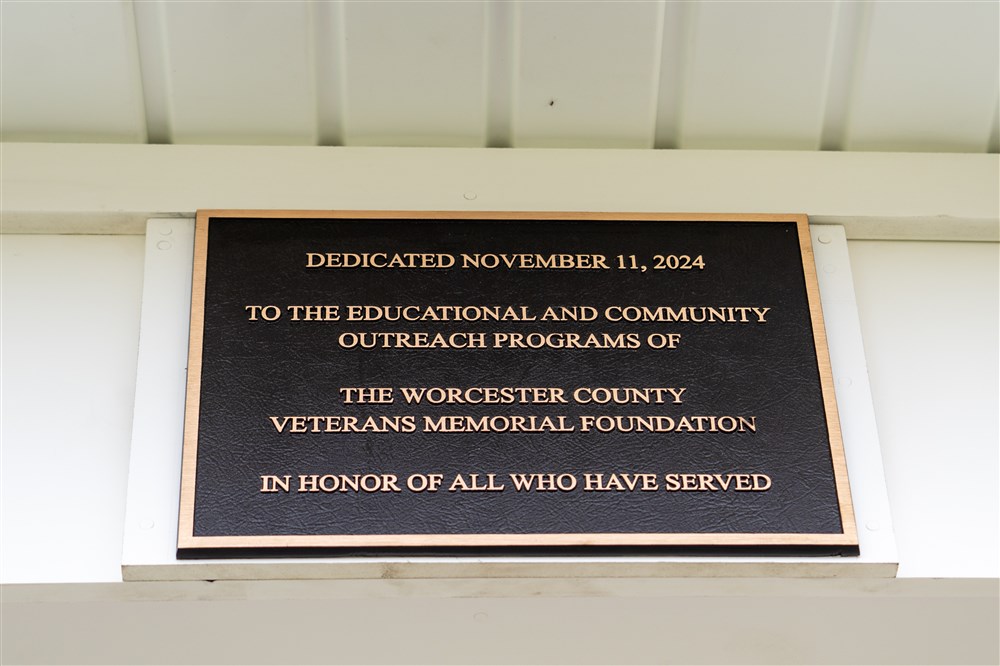 DEDICATED NOVEMBER 11, 2024
TO THE EDUCATIONAL AND COMMUNITY
OUTREACH PROGRAMS OF
THE WORCESTER COUNTY
VETERANS MEMORIAL FOUNDATION
IN HONOR OF ALL WHO HAVE SERVED